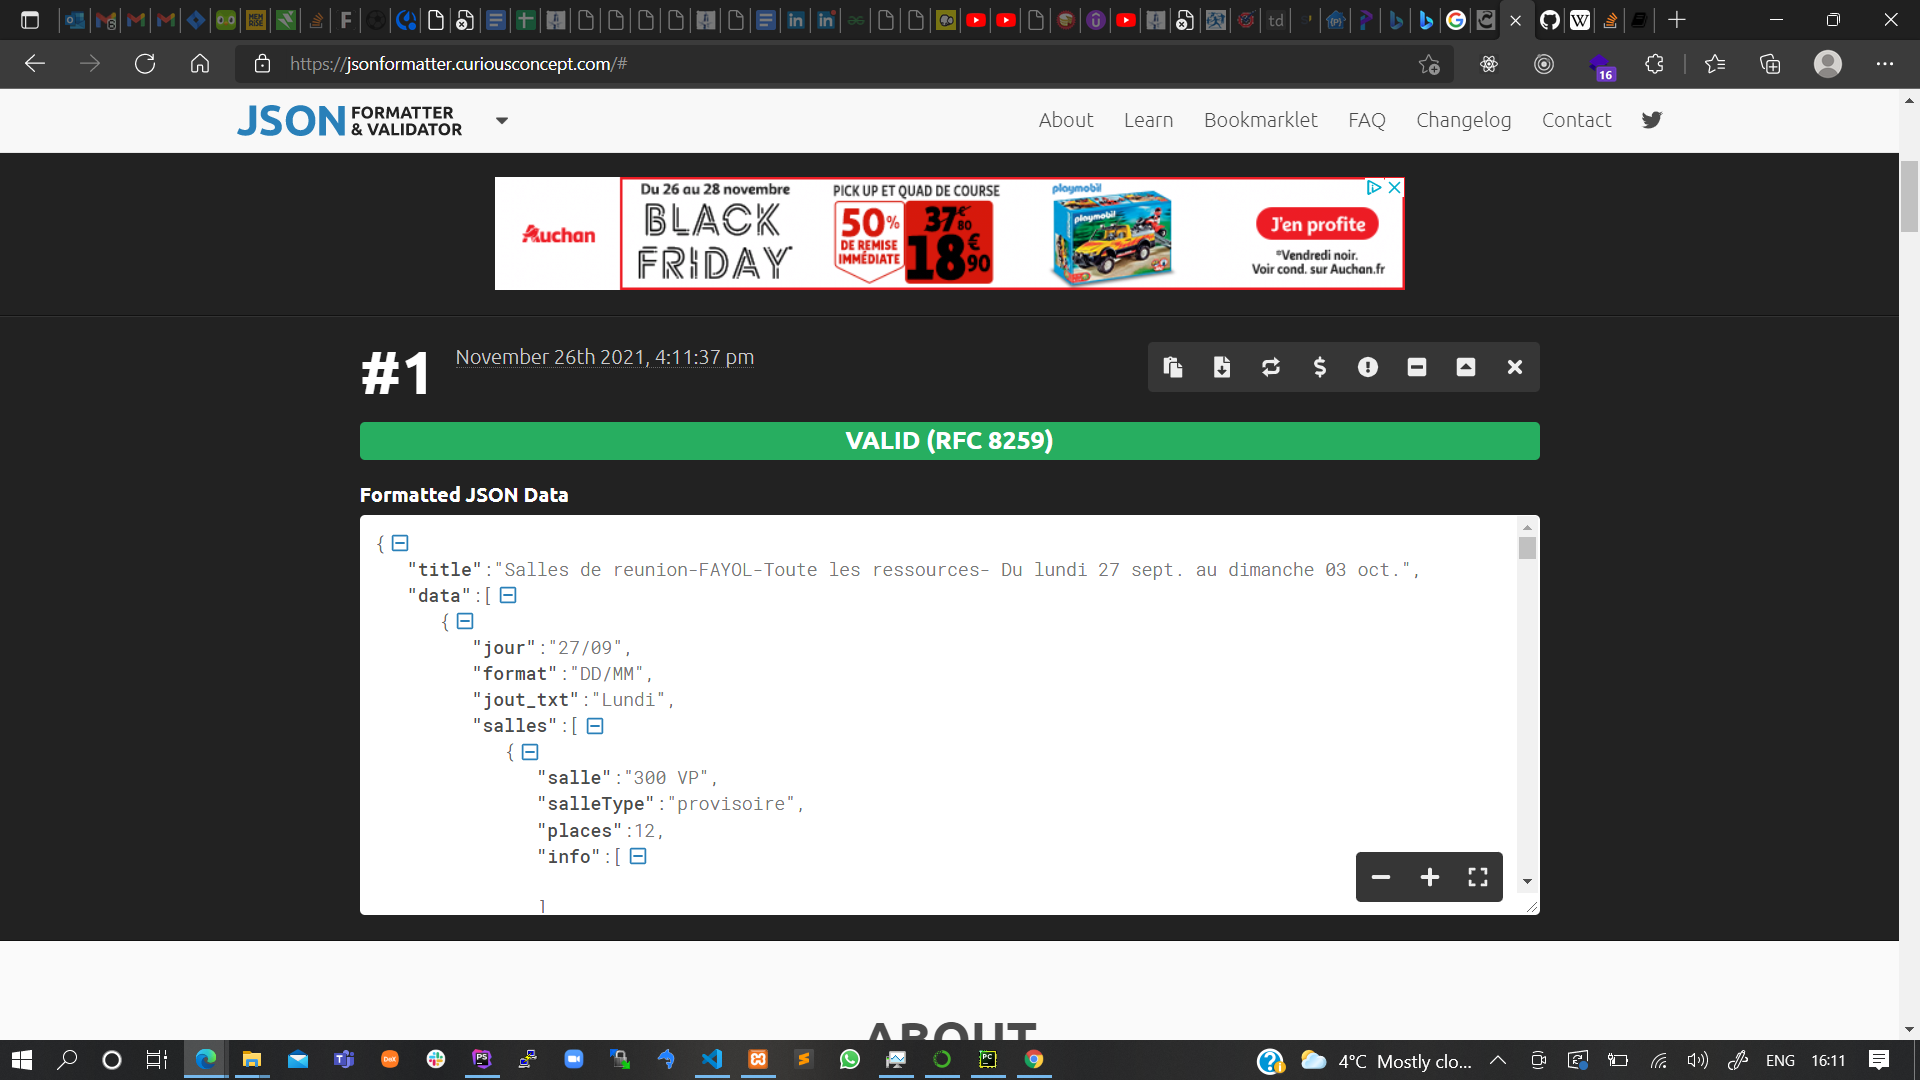 https://jsonformatter.curiousconcept.com/#
16
JSON FORMATTER & VALIDATOR
About Learn Bookmarklet FAQ Changelog Contact
Auchan
Du 26 au 28 novembre
BLACK FRIDAY
PICK UP ET QUAD DE COURSE
50% DE REMISE IMMÉDIATE
37€80
18€90
playmobil
playmobil
J'en profite
*Vendredi noir.
Voir cond. sur Auchan.fr
#1
November 26th 2021, 4:11:37 pm
VALID (RFC 8259)
Formatted JSON Data
{
"title":"Salles de reunion-FAYOL-Toute les ressources- Du lundi 27 sept. au dimanche 03 oct.",
"data":[
{
"jour":"27/09",
"format":"DD/MM",
"jout_txt":"Lundi",
"salles":[
{
"salle":"300 VP",
"salleType":"provisoire",
"places":12,
"info":[
]
ABOUT
4°C Mostly clo...
ENG
16:11